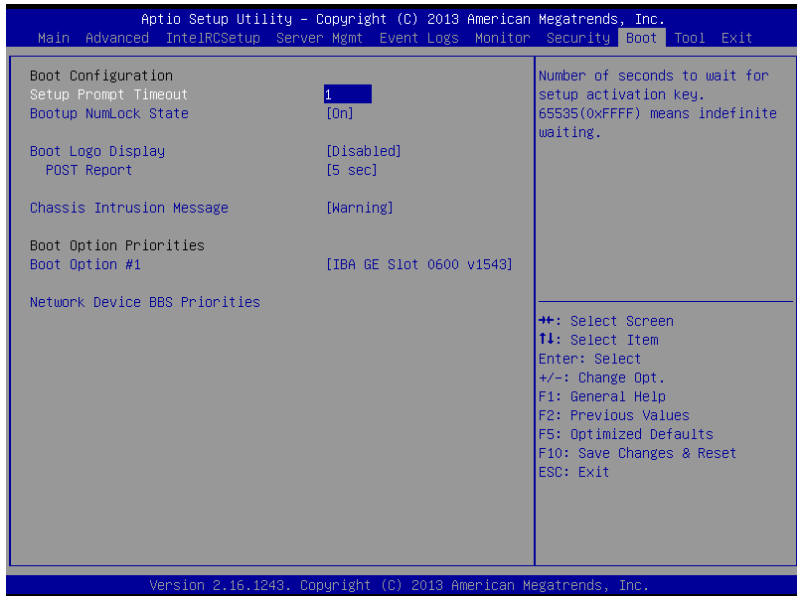 Aptio Setup Utility – Copyright (C) 2013 American Megatrends, Inc.
Main Advanced IntelRCSetup Server Mgmt Event Logs Monitor Security Boot Tool Exit
Boot Configuration
Setup Prompt Timeout 1
Bootup NumLock State [On]
Boot Logo Display [Disabled]
POST Report [5 sec]
Chassis Intrusion Message [Warning]
Boot Option Priorities
Boot Option #1 [IBA GE Slot 0600 v1543]
Network Device BBS Priorities
Number of seconds to wait for
setup activation key.
65535(0xFFFF) means indefinite
waiting.
→←: Select Screen
↑↓: Select Item
Enter: Select
+/-: Change Opt.
F1: General Help
F2: Previous Values
F5: Optimized Defaults
F10: Save Changes & Reset
ESC: Exit
Version 2.16.1243. Copyright (C) 2013 American Megatrends, Inc.